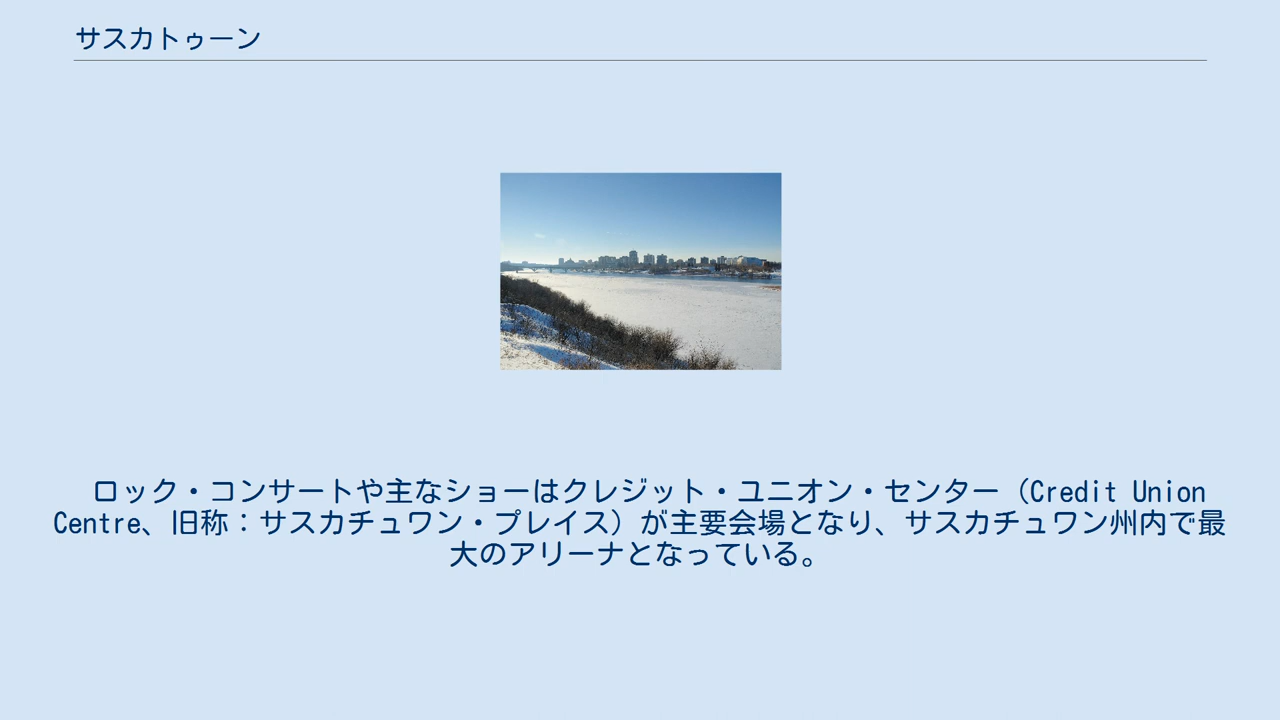 サスカトゥーン
ロック・コンサートや主なショーはクレジット・ユニオン・センター（Credit Union
Centre、旧称：サスカチュワン・プレイス）が主要会場となり、サスカチュワン州内で最
大のアリーナとなっている。